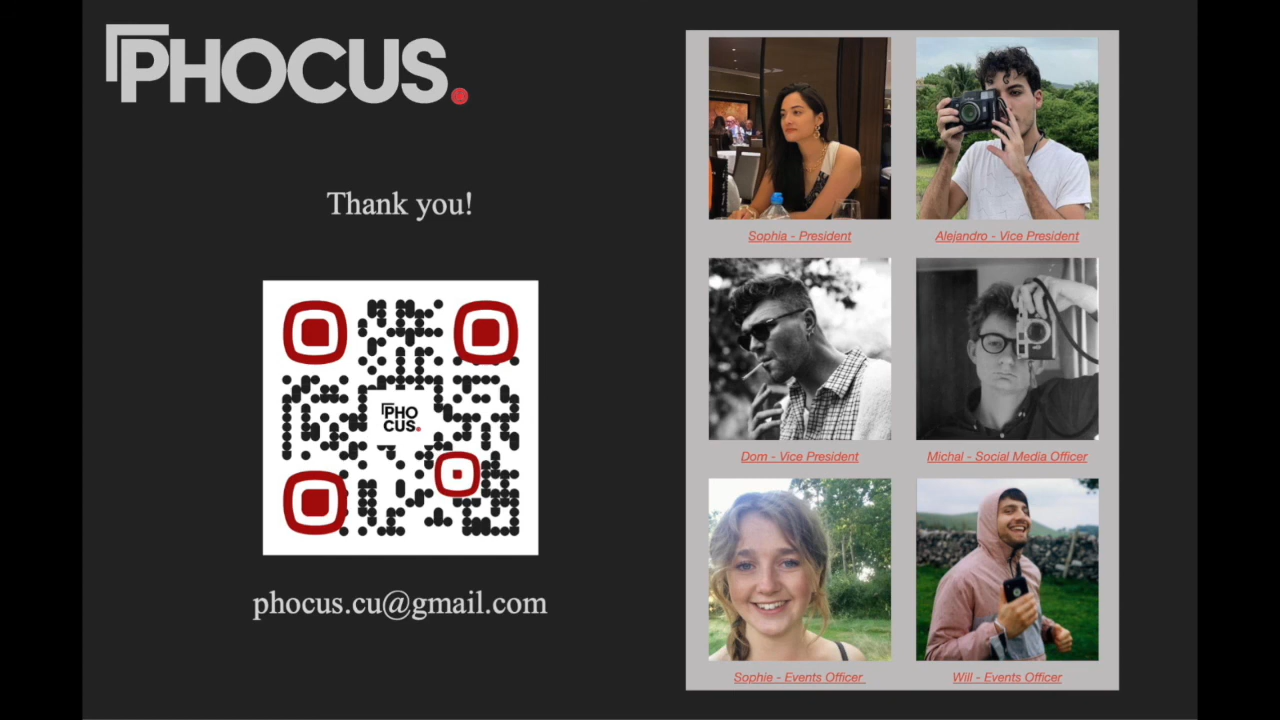 PHOCUS.
Thank you!
PHO
CUS.
phocus.cu@gmail.com
Sophia - President
Alejandro - Vice President
Dom - Vice President
Michal - Social Media Officer
Sophie - Events Officer
Will - Events Officer